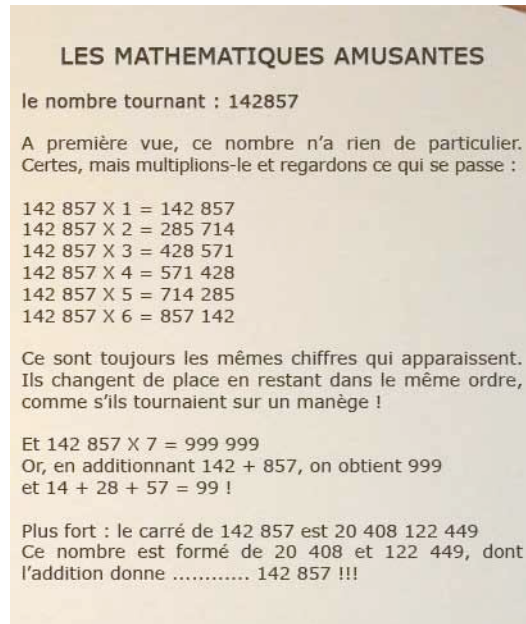 LES MATHEMATIQUES AMUSANTES
le nombre tournant : 142857
A première vue, ce nombre n'a rien de particulier.
Certes, mais multiplions-le et regardons ce qui se passe :
142 857 X 1 = 142 857
142 857 X 2 = 285 714
142 857 X 3 = 428 571
142 857 X 4 = 571 428
142 857 X 5 = 714 285
142 857 X 6 = 857 142
Ce sont toujours les mêmes chiffres qui apparaissent.
Ils changent de place en restant dans le même ordre,
comme s'ils tournaient sur un manège !
Et 142 857 X 7 = 999 999
Or, en additionnant 142 + 857, on obtient 999
et 14 + 28 + 57 = 99 !
Plus fort : le carré de 142 857 est 20 408 122 449
Ce nombre est formé de 20 408 et 122 449, dont
l'addition donne ............ 142 857 !!!